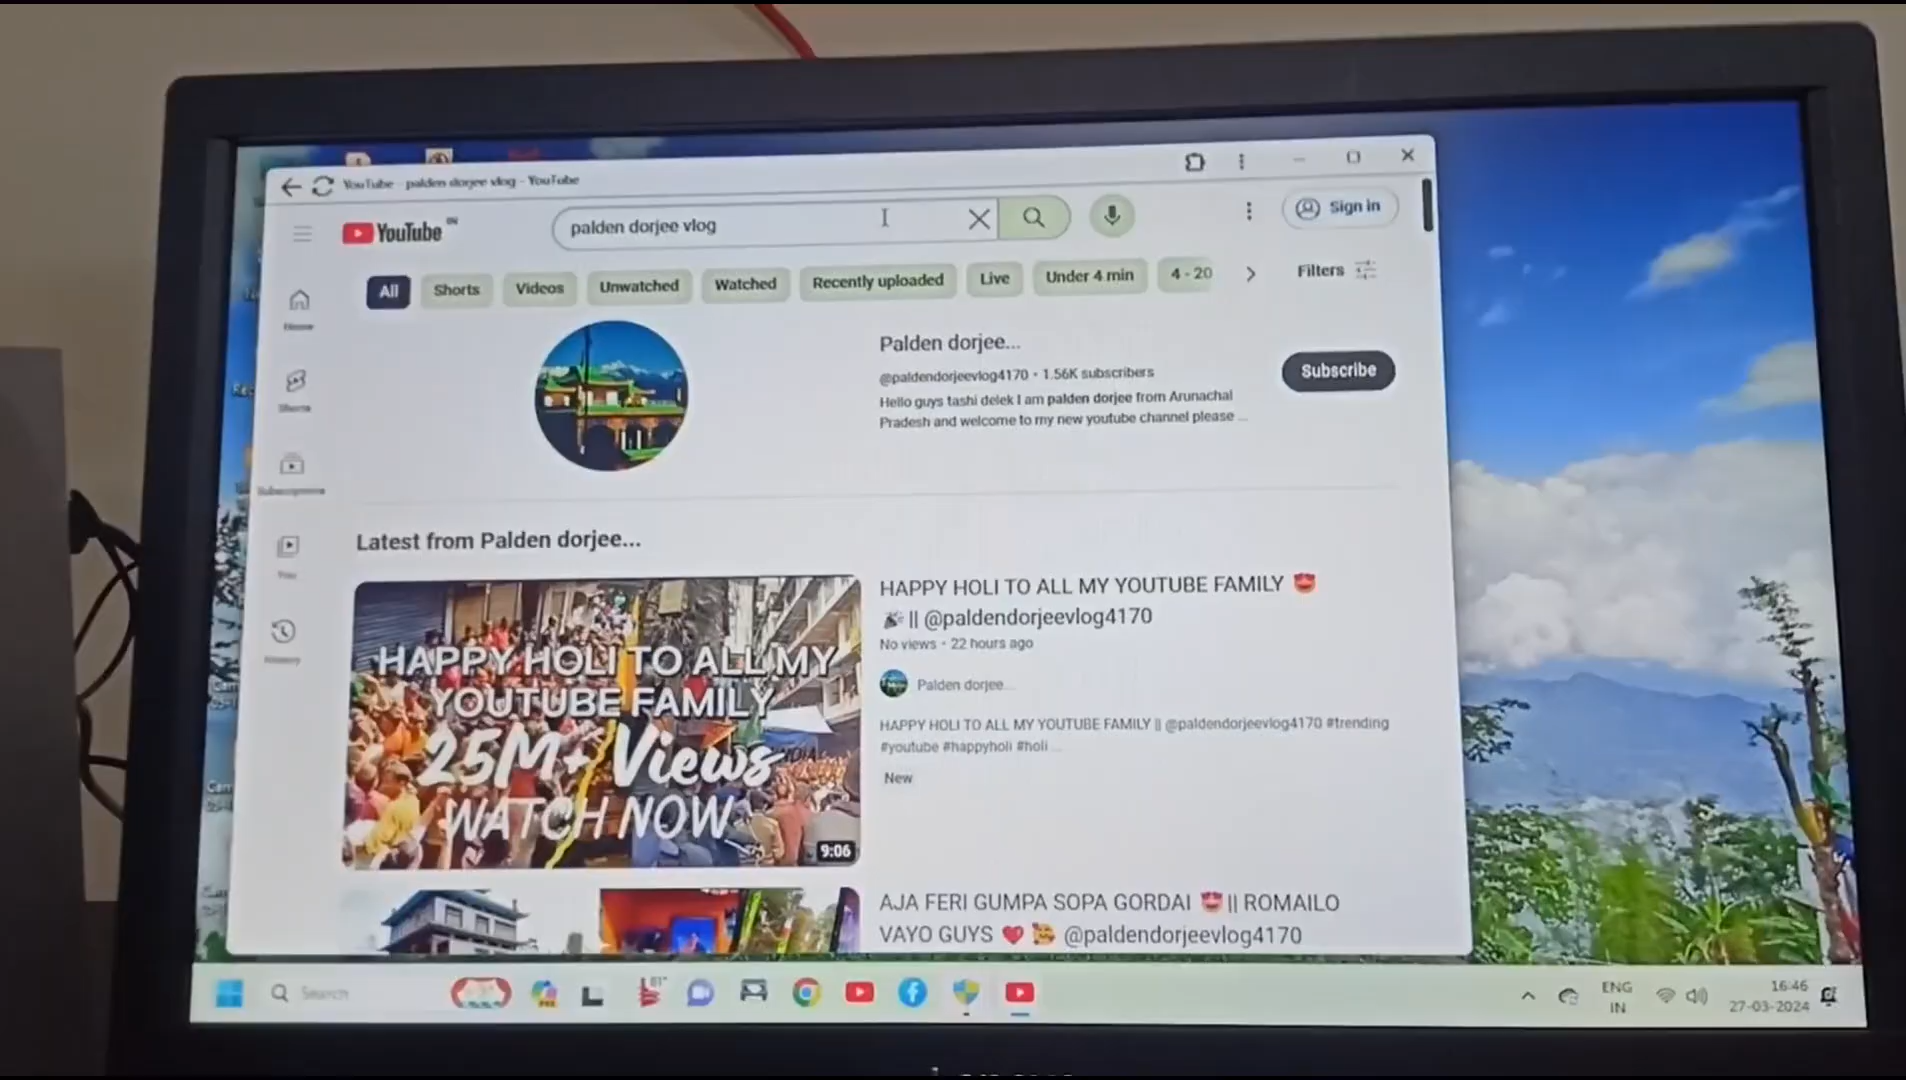 YouTube - palden dorjee vlog - YouTube
YouTube IN
palden dorjee vlog
Sign in
All
Shorts
Videos
Unwatched
Watched
Recently uploaded
Live
Under 4 min
4 - 20
Filters
Home
Shorts
Subscriptions
You
History
Palden dorjee...
@paldendorjeevlog4170 • 1.56K subscribers
Hello guys tashi delek I am palden dorjee from Arunachal
Pradesh and welcome to my new youtube channel please ...
Subscribe
Latest from Palden dorjee...
HAPPY HOLI TO ALL MY
YOUTUBE FAMILY
25M+ Views
WATCH NOW
9:06
HAPPY HOLI TO ALL MY YOUTUBE FAMILY 🤩
🎉 || @paldendorjeevlog4170
No views • 22 hours ago
Palden dorjee...
HAPPY HOLI TO ALL MY YOUTUBE FAMILY || @paldendorjeevlog4170 #trending
#youtube #happyholi #holi ...
New
AJA FERI GUMPA SOPA GORDAI 🤩 || ROMAILO
VAYO GUYS ❤️ 🥰 @paldendorjeevlog4170
Search
ENG
IN
16:46
27-03-2024